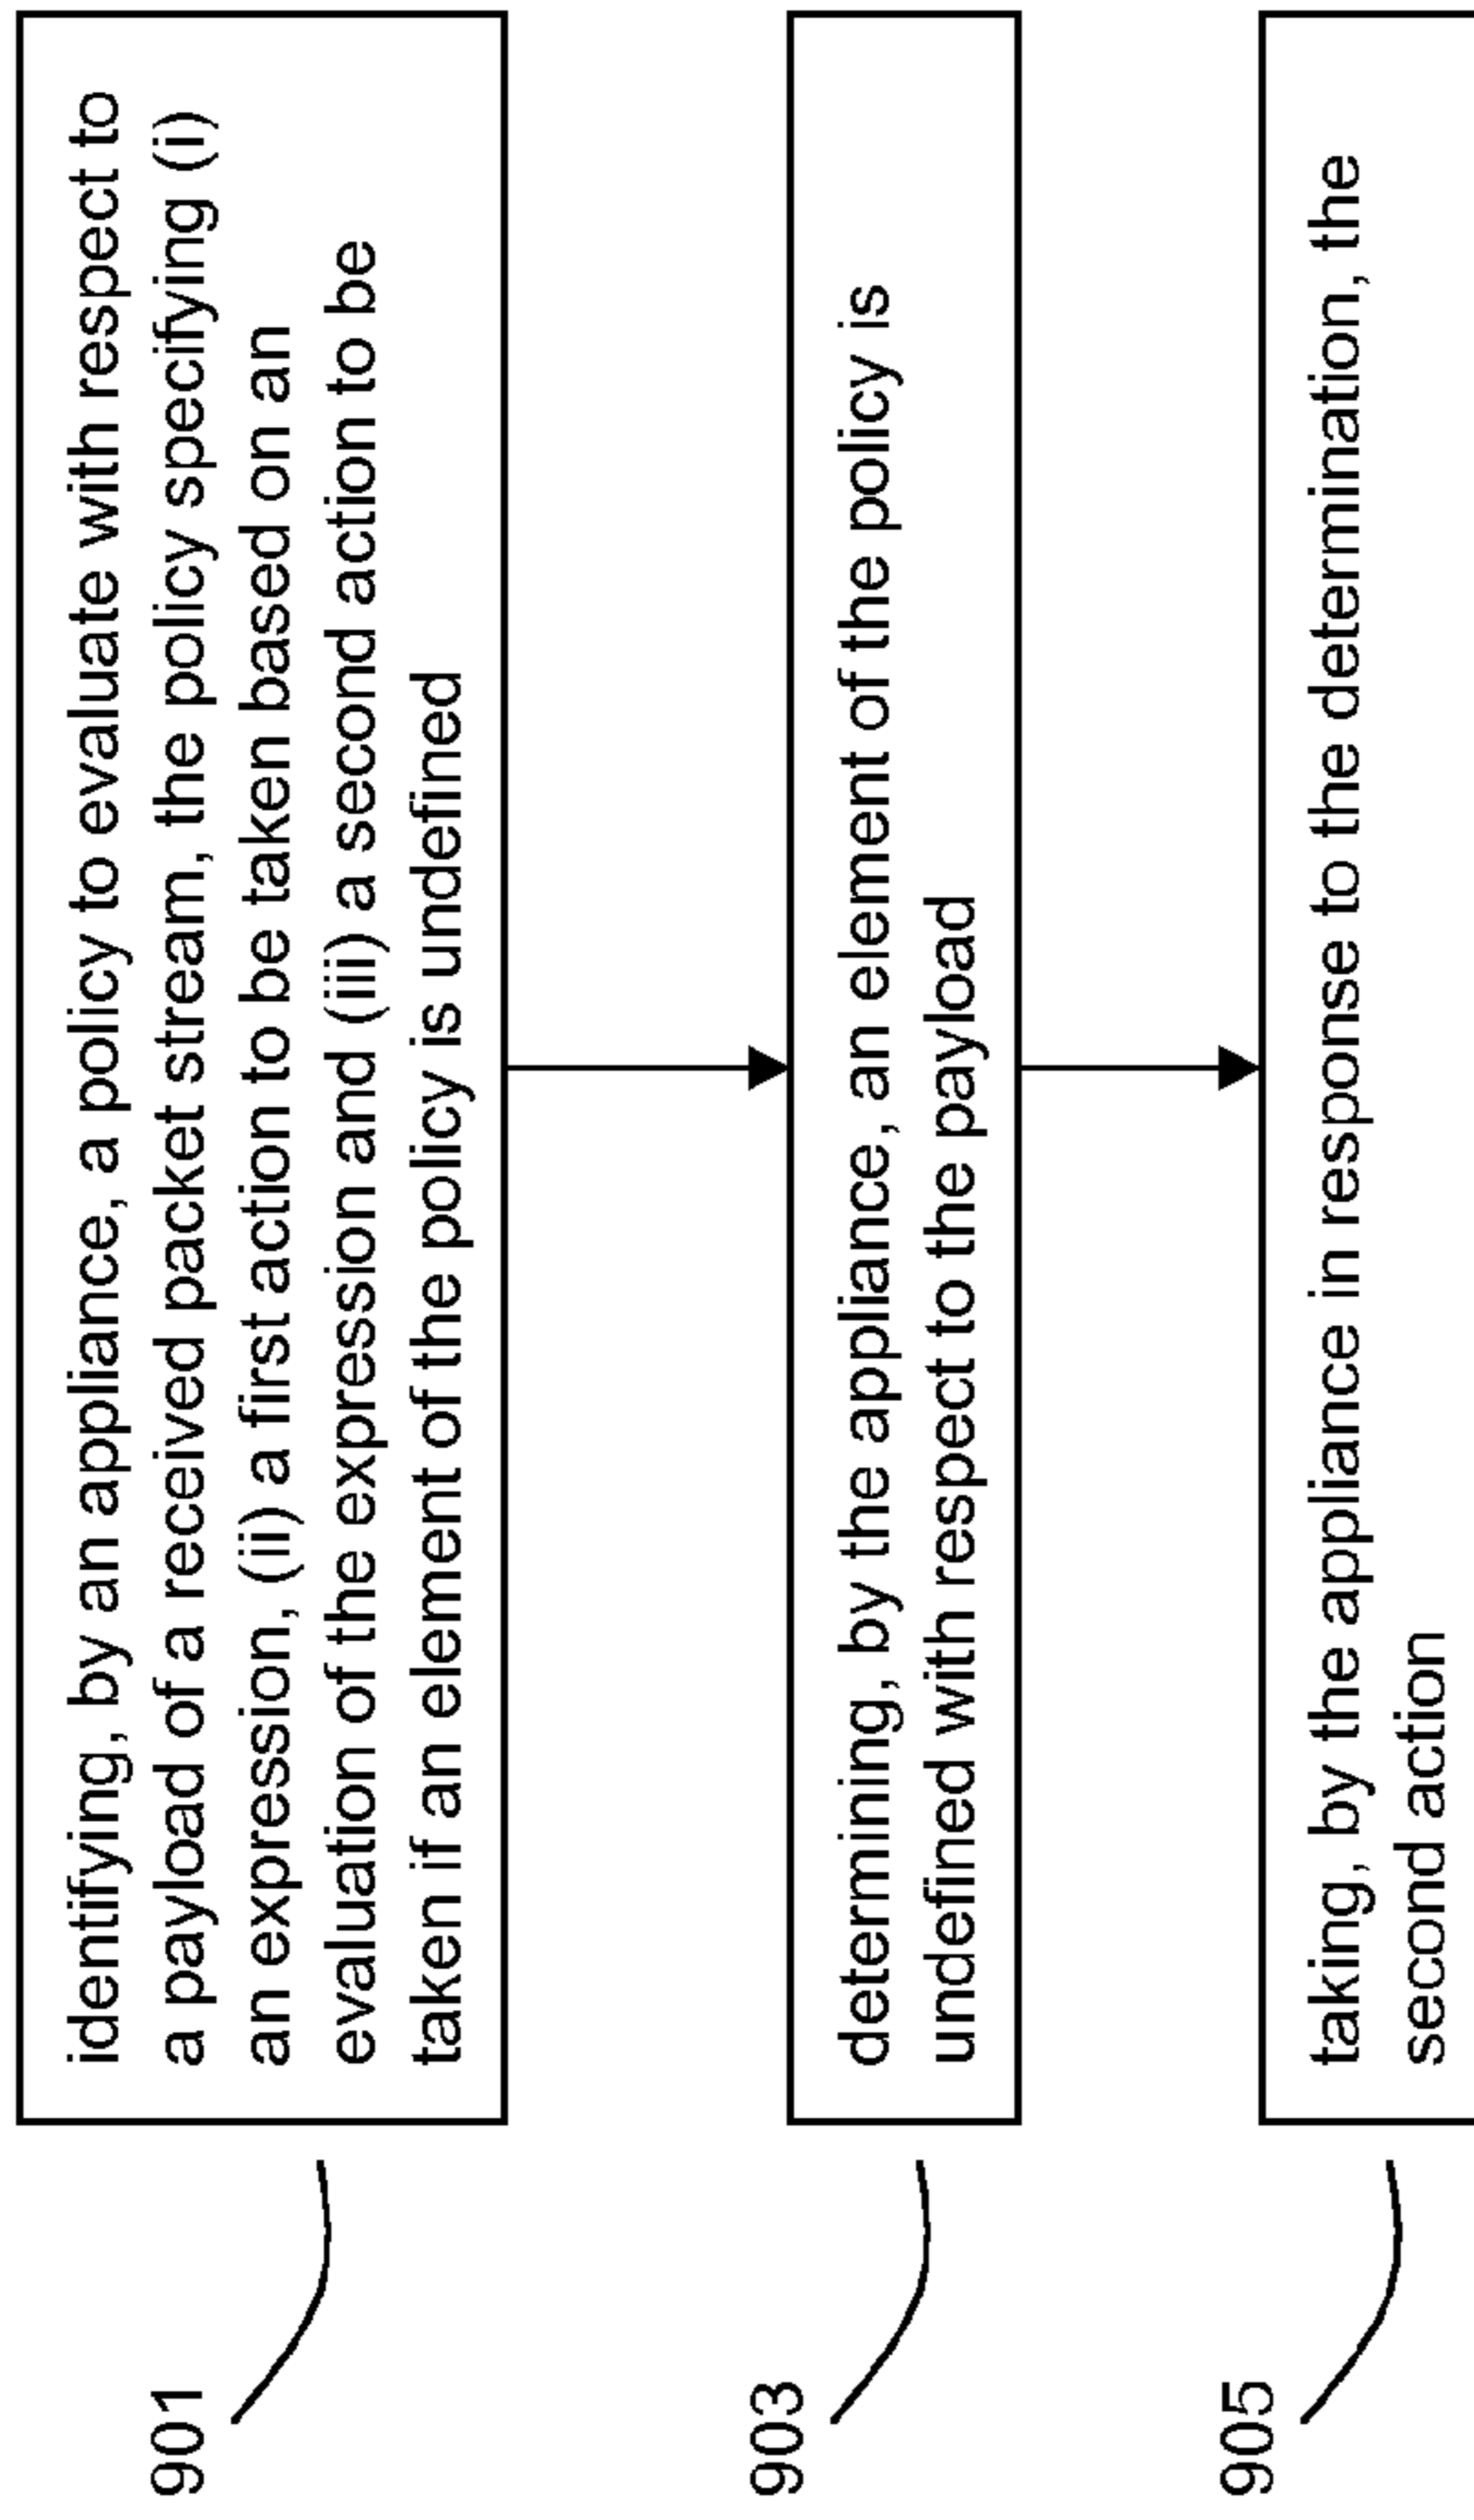 identifying, by an appliance, a policy to evaluate with respect to
a payload of a received packet stream, the policy specifying (i)
an expression, (ii) a first action to be taken based on an
evaluation of the expression and (iii) a second action to be
taken if an element of the policy is undefined
901
determining, by the appliance, an element of the policy is
undefined with respect to the payload
903
taking, by the appliance in response to the determination, the
second action
905